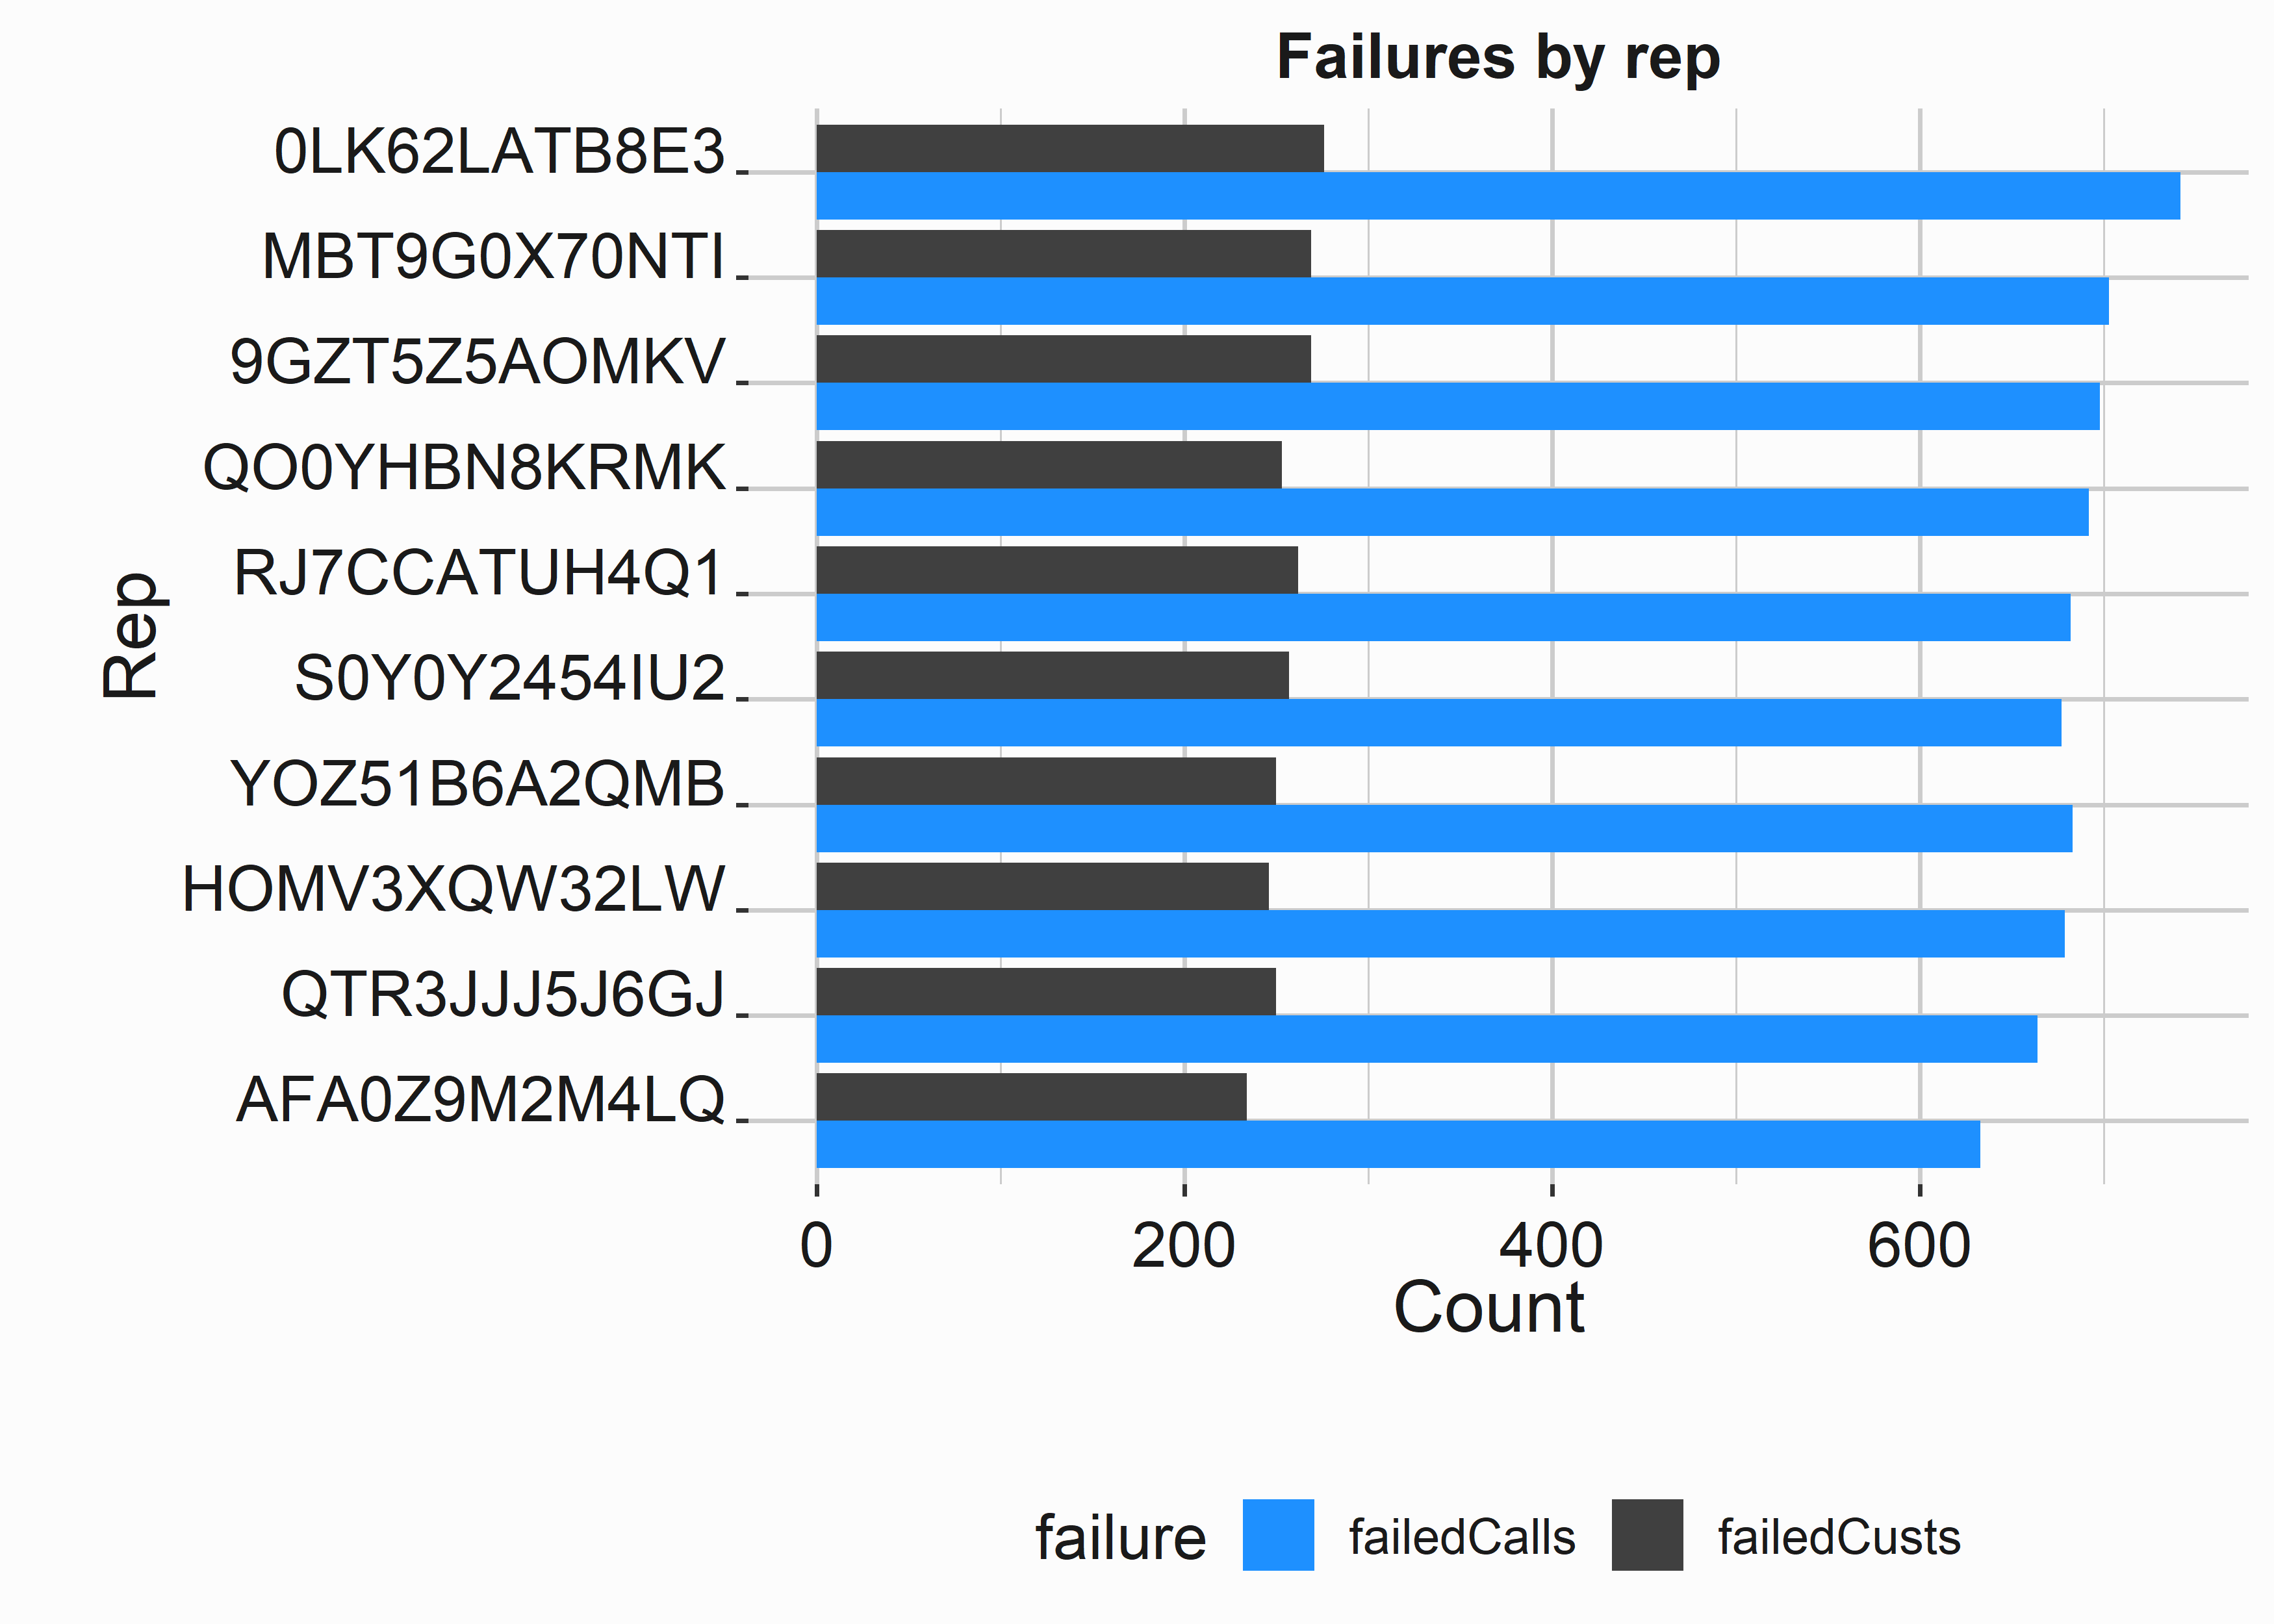 Failures by rep
0LK62LATB8E3
MBT9G0X70NTI
9GZT5Z5AOMKV
QO0YHBN8KRMK
RJ7CCATUH4Q1
S0Y0Y2454IU2
YOZ51B6A2QMB
HOMV3XQW32LW
QTR3JJJ5J6GJ
AFA0Z9M2M4LQ
Rep
0 200 400 600
Count
failure failedCalls failedCusts